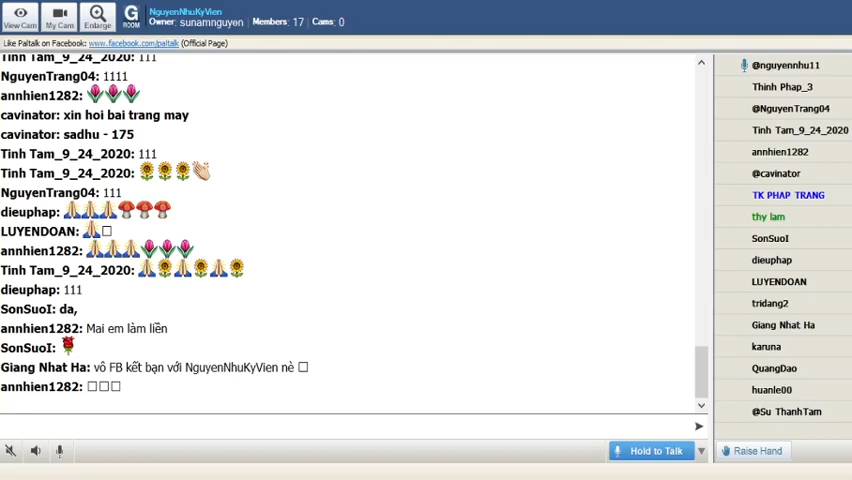 View Cam
My Cam
Enlarge
G
ROOM
NguyenNhuKyVien
Owner: sunamnguyen Members: 17 Cams: 0
Like Paltalk on Facebook: www.facebook.com/paltalk (Official Page)
Tinh Tam_9_24_2020: 111
NguyenTrang04: 1111
annhien1282:
cavinator: xin hoi bai trang may
cavinator: sadhu - 175
Tinh Tam_9_24_2020: 111
Tinh Tam_9_24_2020:
NguyenTrang04: 111
dieuphap:
LUYENDOAN:
annhien1282:
Tinh Tam_9_24_2020:
dieuphap: 111
SonSuoI: da,
annhien1282: Mai em làm liền
SonSuoI:
Giang Nhat Ha: vô FB kết bạn với NguyenNhuKyVien nè
annhien1282:
Hold to Talk
@nguyennhu11
Thinh Phap_3
@NguyenTrang04
Tinh Tam_9_24_2020
annhien1282
@cavinator
TK PHAP TRANG
thy lam
SonSuoI
dieuphap
LUYENDOAN
tridang2
Giang Nhat Ha
karuna
QuangDao
huanle00
@Su ThanhTam
Raise Hand